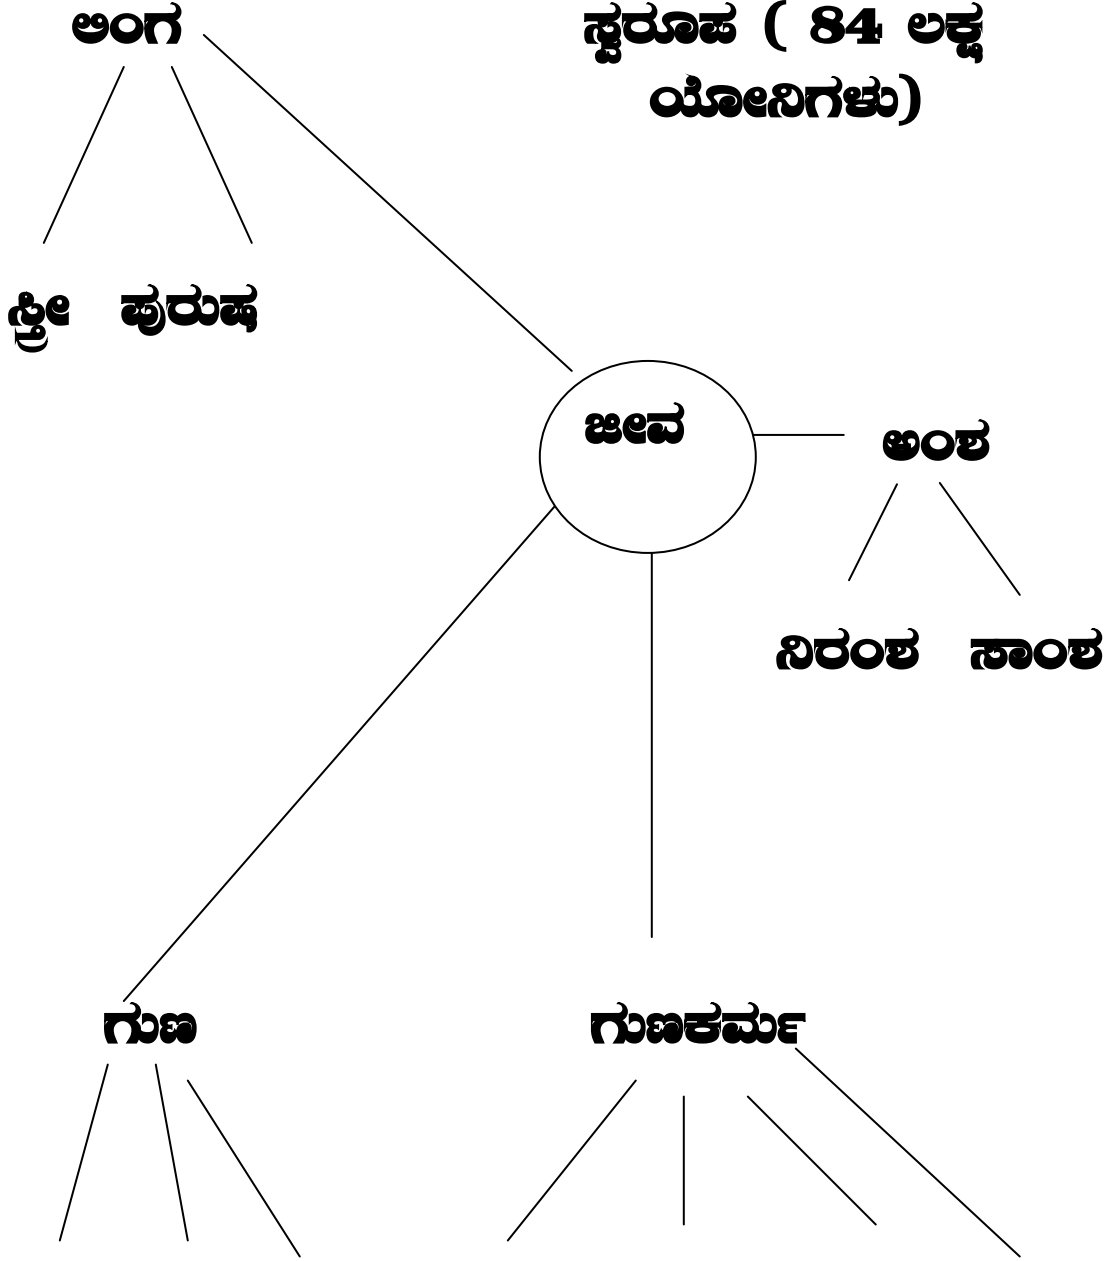 ಲಿಂಗ
ಸ್ವರೂಪ ( 84 ಲಕ್ಷ
ಯೋನಿಗಳು)
ಸ್ತ್ರೀ ಪುರುಷ
ಜೀವ
ಅಂಶ
ನಿರಂಶ ಸಾಂಶ
ಗುಣ
ಗುಣಕರ್ಮ